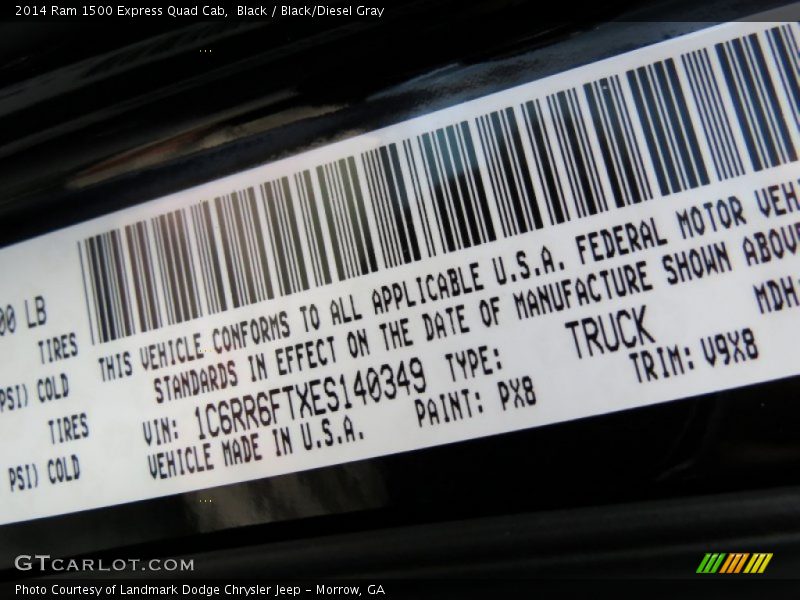 2014 Ram 1500 Express Quad Cab, Black / Black/Diesel Gray
00 LB
TIRES
PSI) COLD
TIRES
PSI) COLD
THIS VEHICLE CONFORMS TO ALL APPLICABLE U.S.A. FEDERAL MOTOR VEH
STANDARDS IN EFFECT ON THE DATE OF MANUFACTURE SHOWN ABOVE
MDH:
VIN: 1C6RR6FTXES140349 TYPE: TRUCK
VEHICLE MADE IN U.S.A. PAINT: PX8 TRIM: V9X8
GTCARLOT.COM
Photo Courtesy of Landmark Dodge Chrysler Jeep - Morrow, GA